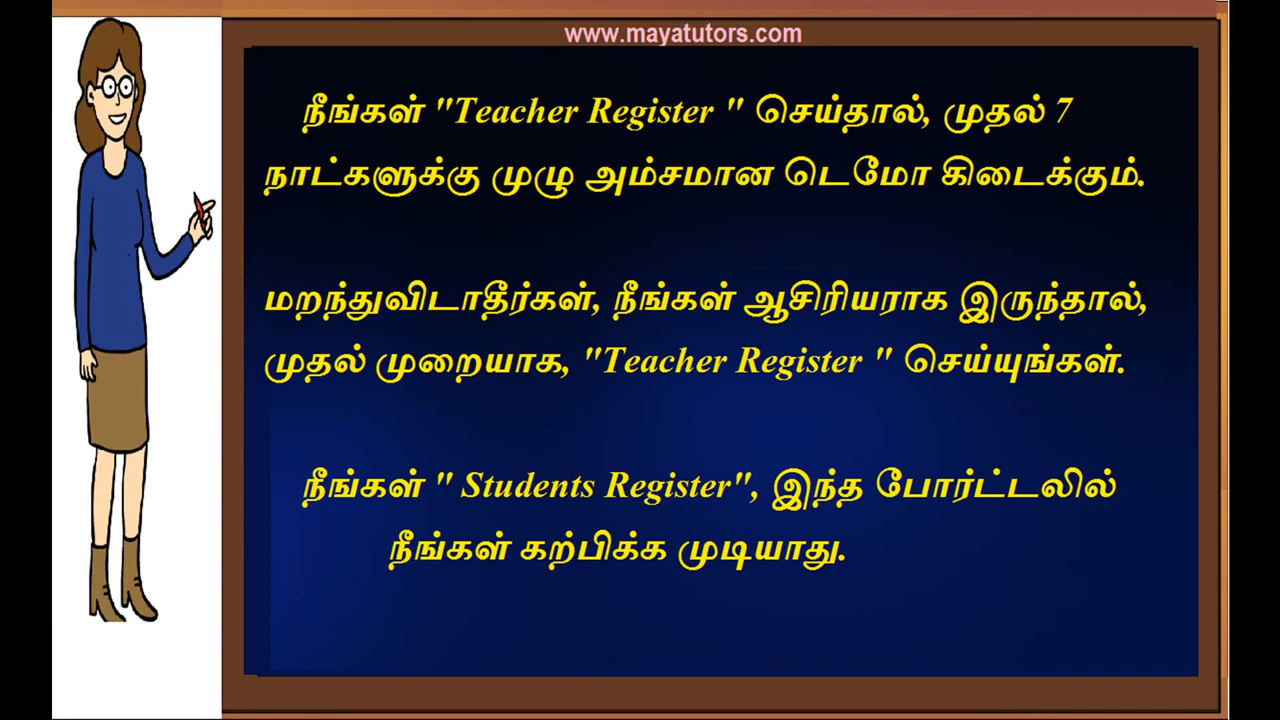 www.mayatutors.com
நீங்கள் "Teacher Register " செய்தால், முதல் 7
நாட்களுக்கு முழு அம்சமான டெமோ கிடைக்கும்.
மறந்துவிடாதீர்கள், நீங்கள் ஆசிரியராக இருந்தால்,
முதல் முறையாக, "Teacher Register " செய்யுங்கள்.
நீங்கள் " Students Register", இந்த போர்ட்டலில்
நீங்கள் கற்பிக்க முடியாது.